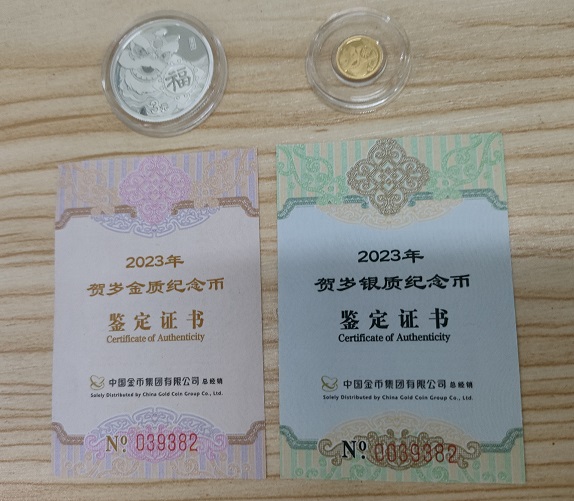 福
2023年
贺岁金质纪念币
鉴定证书
Certificate of Authenticity
中国金币集团有限公司 总经销
Solely Distributed by China Gold Coin Group Co., Ltd.
No. 039382
2023年
贺岁银质纪念币
鉴定证书
Certificate of Authenticity
中国金币集团有限公司 总经销
Solely Distributed by China Gold Coin Group Co., Ltd.
No. 0039382